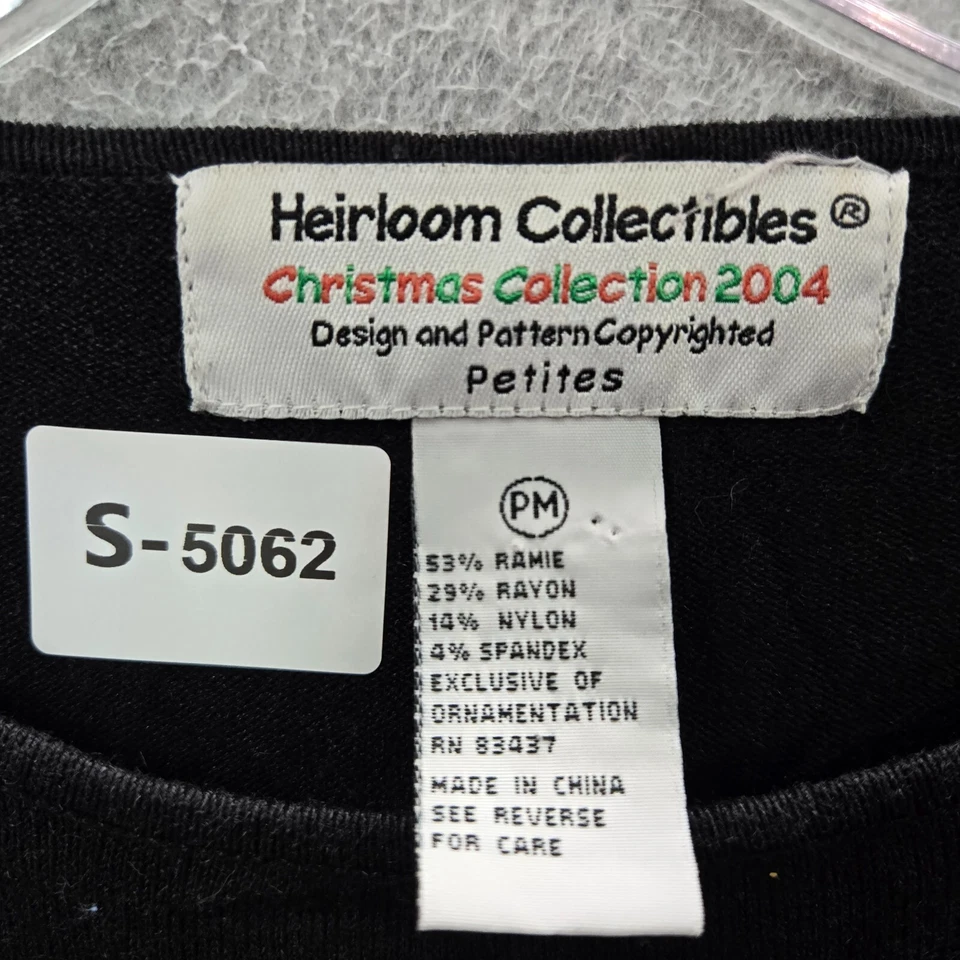 Heirloom Collectibles ®
Christmas Collection 2004
Design and Pattern Copyrighted
Petites
S-5062
PM
53% RAMIE
29% RAYON
14% NYLON
4% SPANDEX
EXCLUSIVE OF
ORNAMENTATION
RN 83437
MADE IN CHINA
SEE REVERSE
FOR CARE